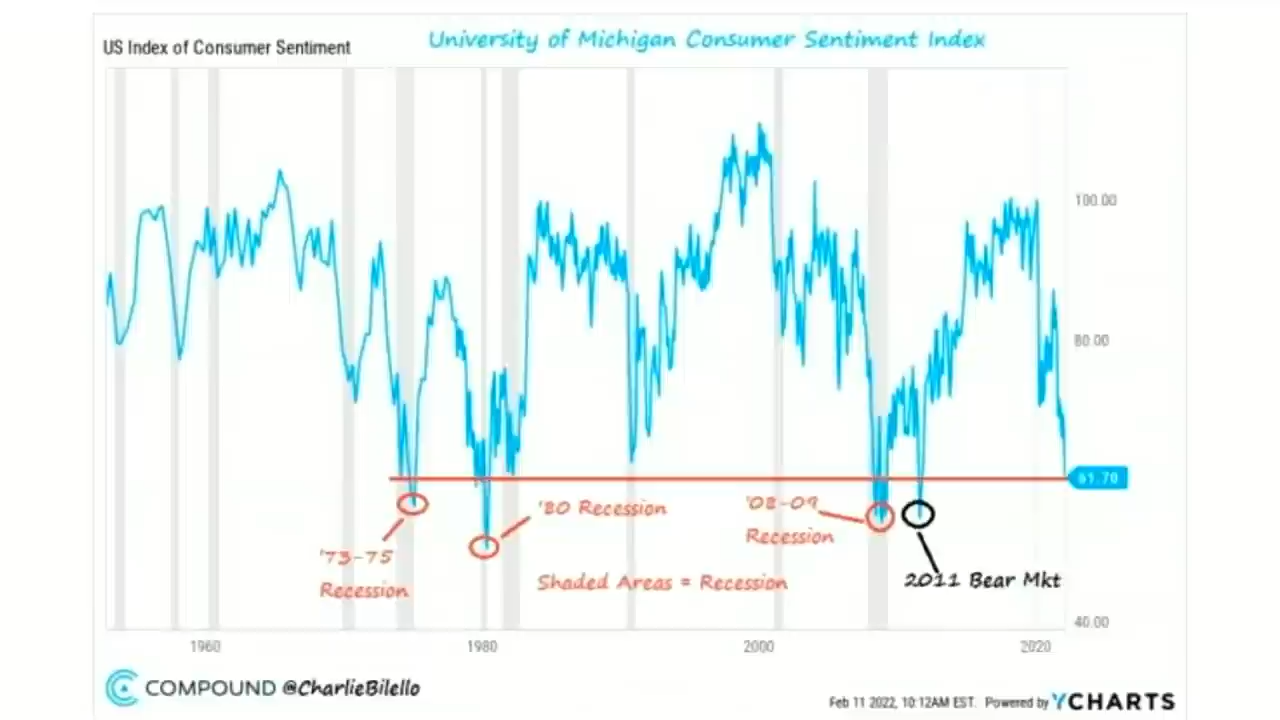 US Index of Consumer Sentiment
University of Michigan Consumer Sentiment Index
100.00
80.00
61.70
'80 Recession
'08-09
Recession
'73-75
Recession
Shaded Areas = Recession
2011 Bear Mkt
40.00
1960
1980
2000
2020
COMPOUND @CharlieBilello
Feb 11 2022, 10:12AM EST. Powered by YCHARTS